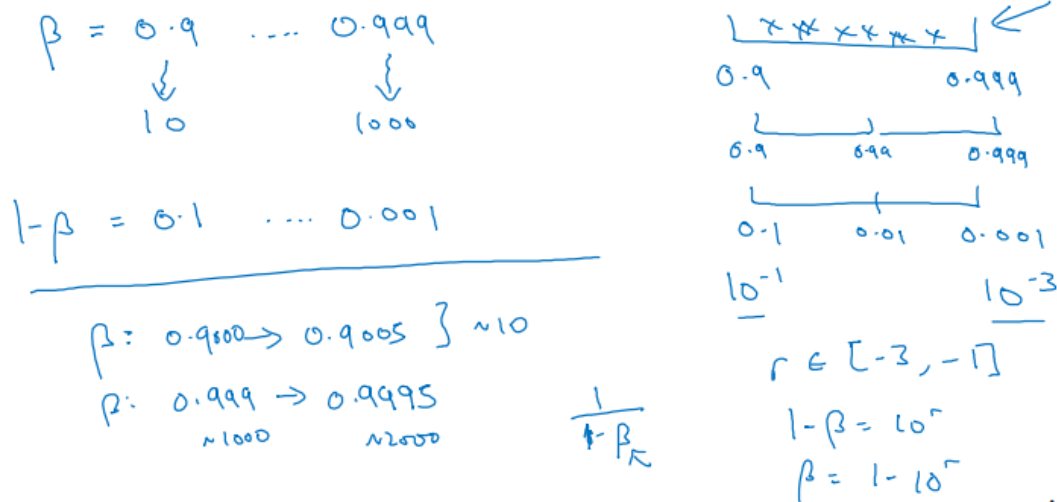 β = 0.9 .... 0.999
10 1000
1-β = 0.1 .... 0.001
β: 0.9000 → 0.9005 } ~10
β: 0.999 → 0.9995
~1000 ~2000
1
1-β
0.9 0.999
0.9 0.99 0.999
0.1 0.01 0.001
10⁻¹ 10⁻³
r ∈ [-3, -1]
1-β = 10ʳ
β = 1-10ʳ